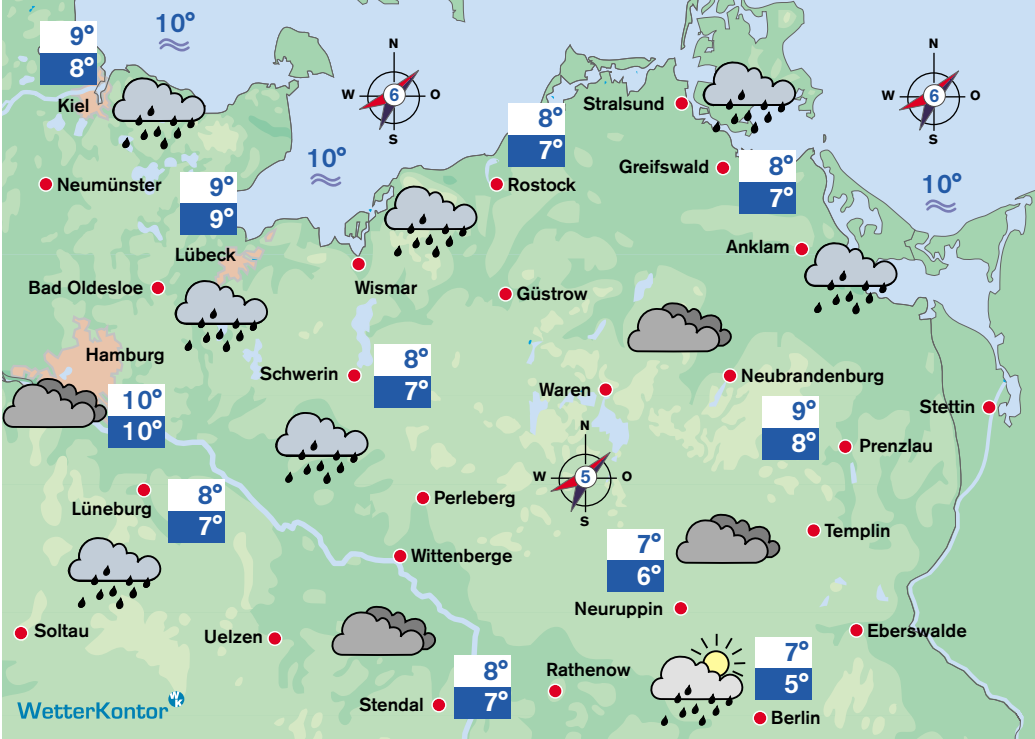 10°
9°
8°
Kiel
N
W
6
O
S
N
W
6
O
S
Stralsund
8°
7°
Rostock
Greifswald
8°
7°
10°
Neumünster
9°
9°
Lübeck
10°
Anklam
Wismar
Bad Oldesloe
Güstrow
Hamburg
10°
10°
Schwerin
8°
7°
Waren
Neubrandenburg
Stettin
9°
8°
Prenzlau
N
W
5
O
S
Lüneburg
8°
7°
Perleberg
Wittenberge
Templin
7°
6°
Neuruppin
Soltau
Uelzen
Eberswalde
8°
7°
Stendal
Rathenow
7°
5°
Berlin
WetterKontor
WK